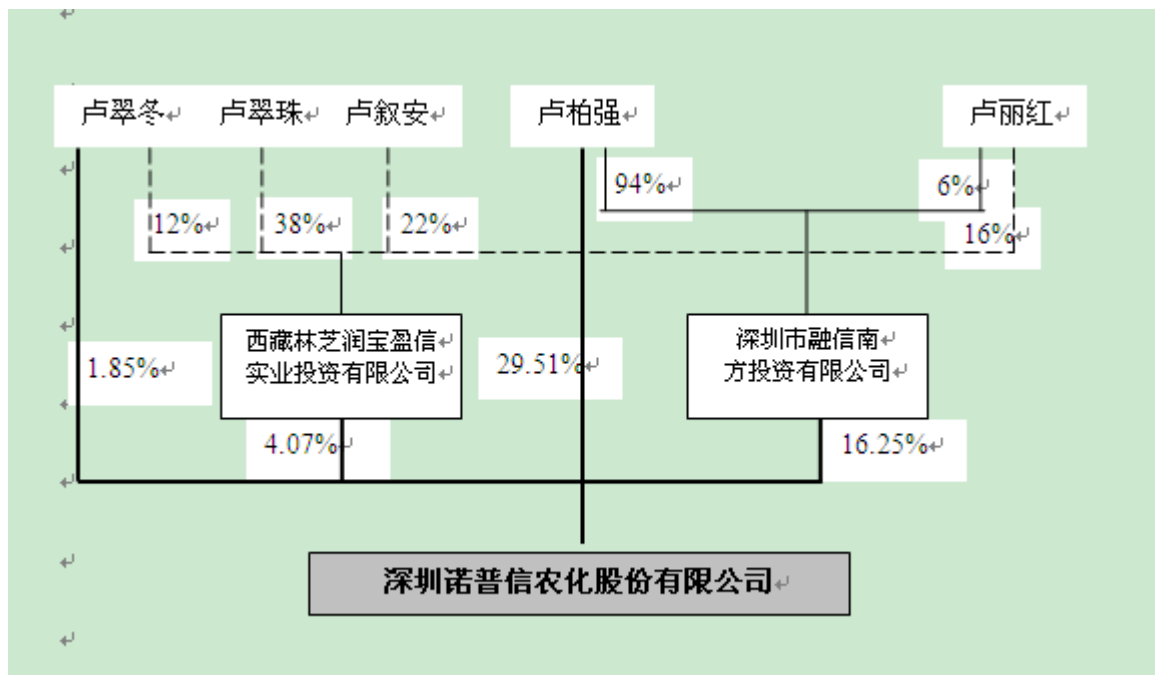 卢翠冬 卢翠珠 卢叙安 卢柏强 卢丽红
94% 6%
12% 38% 22% 16%
西藏林芝润宝盈信
实业投资有限公司
深圳市融信南
方投资有限公司
1.85% 29.51%
4.07% 16.25%
深圳诺普信农化股份有限公司